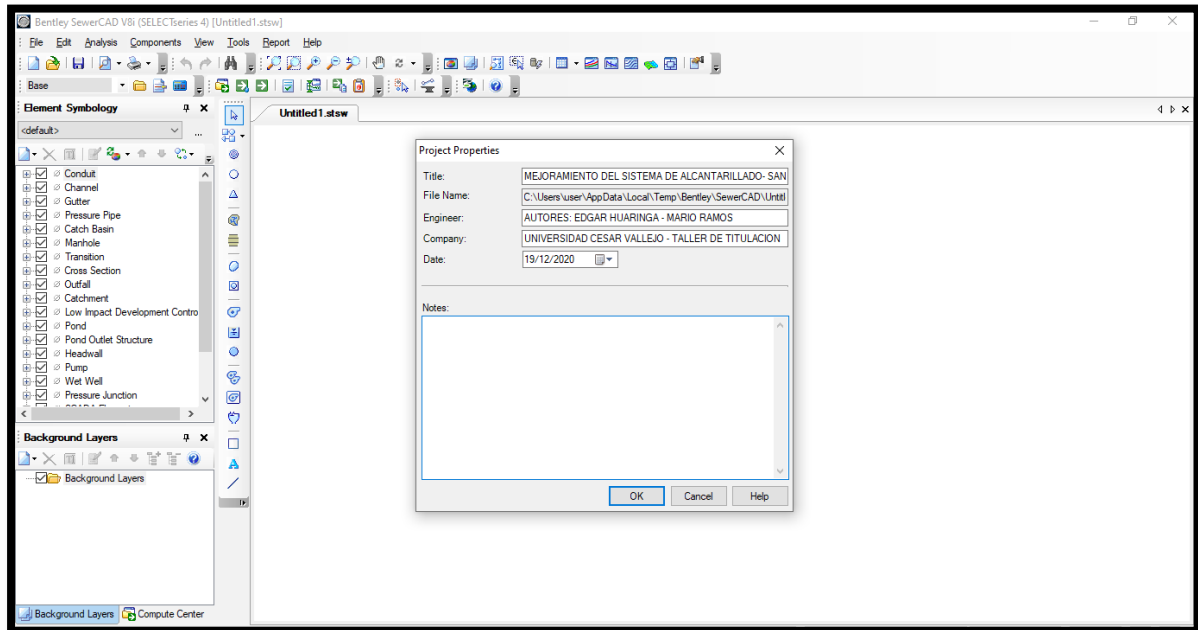 Bentley SewerCAD V8i (SELECTseries 4) [Untitled1.stsw]
File Edit Analysis Components View Tools Report Help
Base
Element Symbology
<default>
...
Conduit
Channel
Gutter
Pressure Pipe
Catch Basin
Manhole
Transition
Cross Section
Outfall
Catchment
Low Impact Development Contro
Pond
Pond Outlet Structure
Headwall
Pump
Wet Well
Pressure Junction
Background Layers
Background Layers
Background Layers Compute Center
A
Untitled1.stsw
Project Properties
Title: MEJORAMIENTO DEL SISTEMA DE ALCANTARILLADO- SAN
File Name: C:\Users\user\AppData\Local\Temp\Bentley\SewerCAD\Untitl
Engineer: AUTORES: EDGAR HUARINGA - MARIO RAMOS
Company: UNIVERSIDAD CESAR VALLEJO - TALLER DE TITULACION
Date: 19/12/2020
Notes:
OK Cancel Help